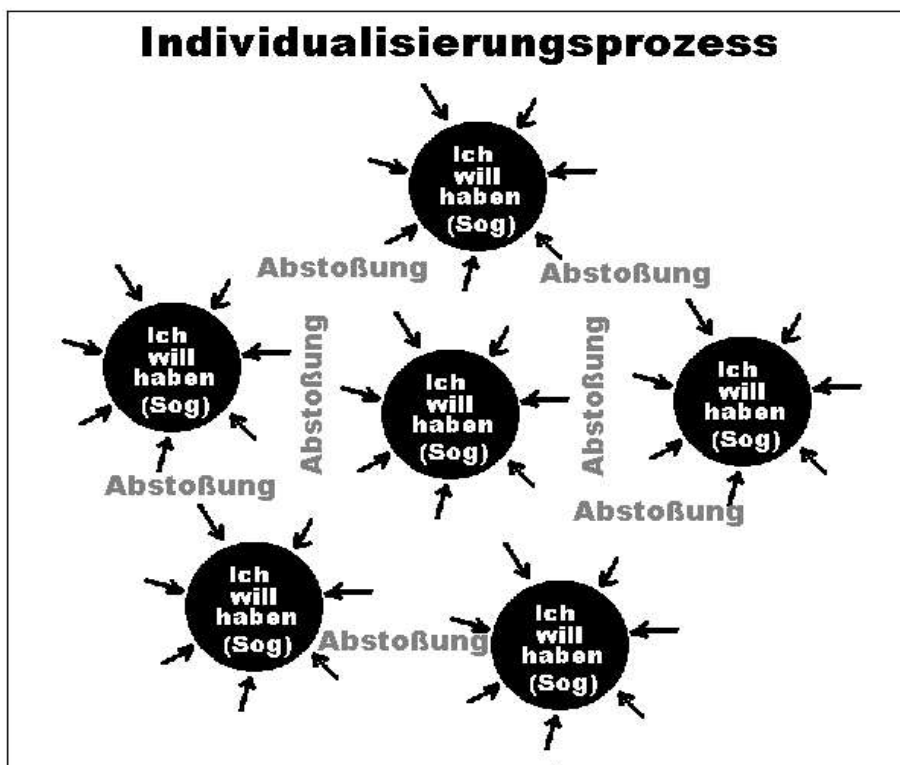 Individualisierungsprozess
Ich
will
haben
(Sog)
Abstoßung
Abstoßung
Ich
will
haben
(Sog)
Abstoßung
Ich
will
haben
(Sog)
Abstoßung
Ich
will
haben
(Sog)
Abstoßung
Abstoßung
Ich
will
haben
(Sog)
Abstoßung
Ich
will
haben
(Sog)